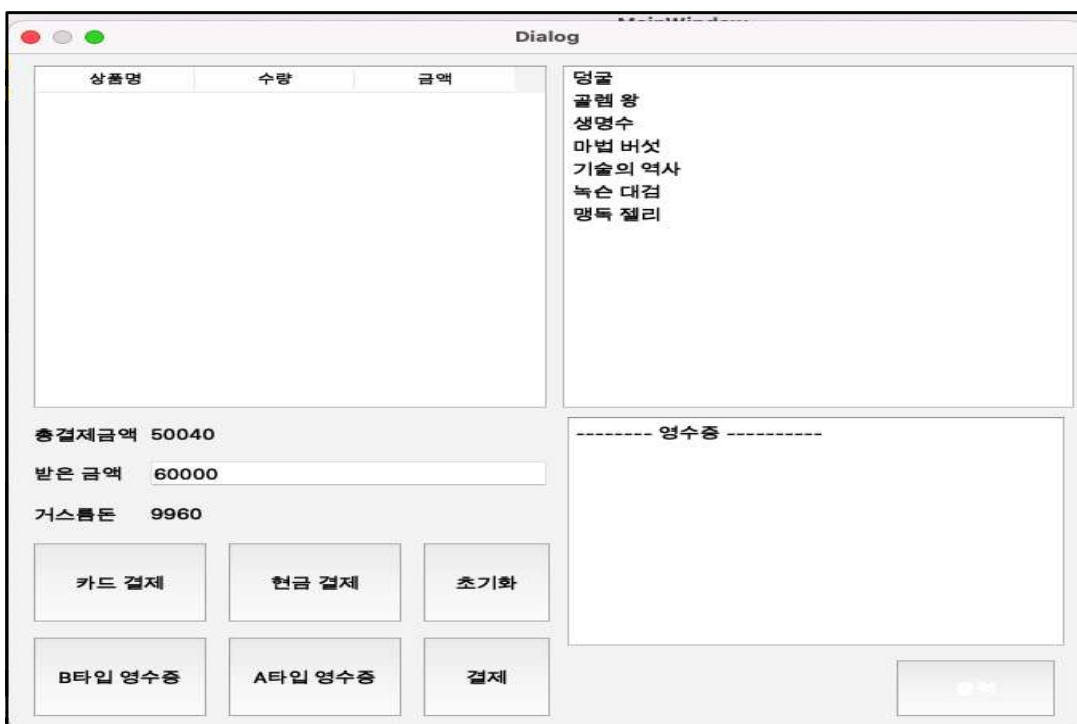 Dialog
상품명 수량 금액
덩굴
골렘 왕
생명수
마법 버섯
기술의 역사
녹슨 대검
맹독 젤리
총결제금액 50040
받은 금액 60000
거스름돈 9960
-------- 영수증 ----------
카드 결제 현금 결제 초기화
B타입 영수증 A타입 영수증 결제